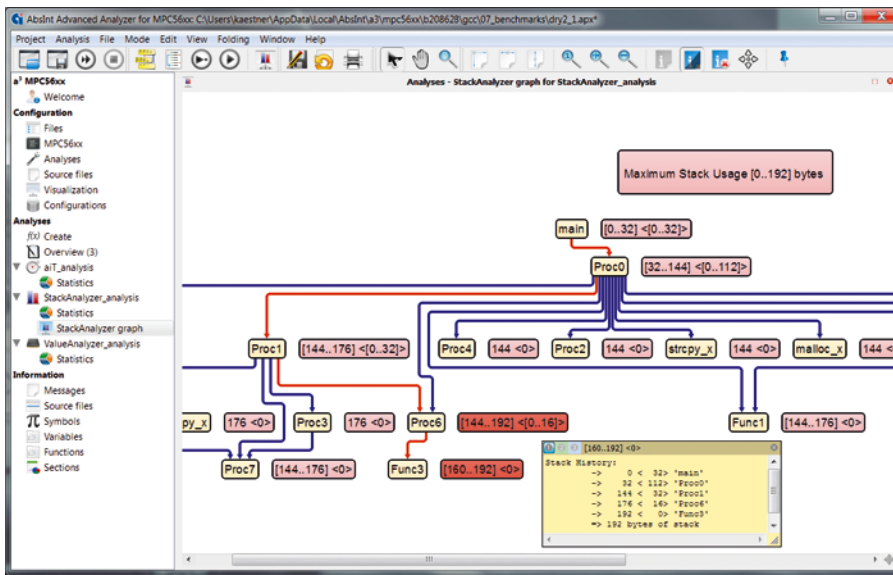 AbsInt Advanced Analyzer for MPC56xx: C:\Users\kaestner\AppData\Local\AbsInt\a3\mpc56xx\b208628\gcc\07_benchmarks\dry2_1.apx*
Project Analysis File Mode Edit View Folding Window Help
a³ MPC56xx
Welcome
Configuration
Files
MPC56xx
Analyses
Source files
Visualization
Configurations
Analyses
f(x) Create
Overview (3)
aiT_analysis
Statistics
StackAnalyzer_analysis
Statistics
StackAnalyzer graph
ValueAnalyzer_analysis
Statistics
Information
Messages
Source files
Symbols
Variables
Functions
Sections
Analyses - StackAnalyzer graph for StackAnalyzer_analysis
Maximum Stack Usage [0..192] bytes
main [0..32] <[0..32]>
Proc0 [32..144] <[0..112]>
Proc1 [144..176] <[0..32]> Proc4 144 <0> Proc2 144 <0> strcpy_x 144 <0> malloc_x 144 <
py_x 176 <0> Proc3 176 <0> Proc6 [144..192] <[0..16]> Func1 [144..176] <0>
Proc7 [144..176] <0> Func3 [160..192] <0>
[160..192] <0>
Stack History:
-> 0 < 32> 'main'
-> 32 < 112> 'Proc0'
-> 144 < 32> 'Proc1'
-> 176 < 16> 'Proc6'
-> 192 < 0> 'Func3'
=> 192 bytes of stack